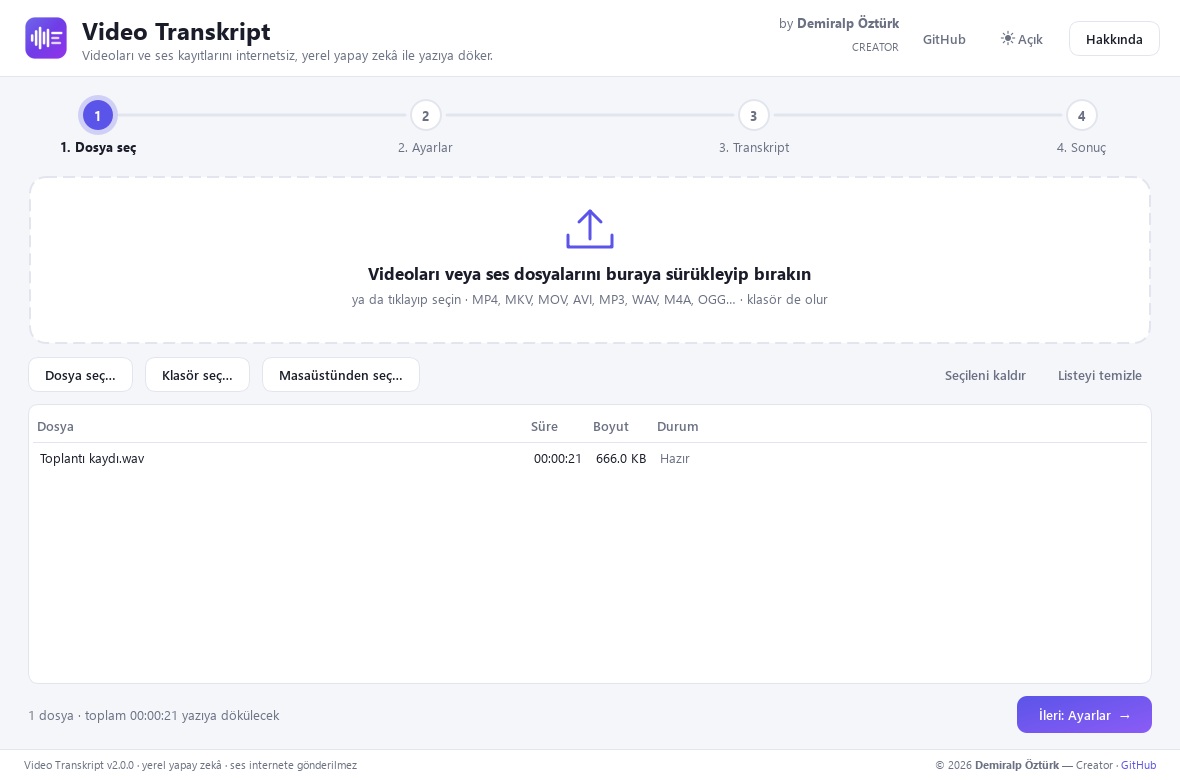 Video Transkript
Videoları ve ses kayıtlarını internetsiz, yerel yapay zekâ ile yazıya döker.
by Demiralp Öztürk
CREATOR
GitHub
Açık
Hakkında
1
2
3
4
1. Dosya seç
2. Ayarlar
3. Transkript
4. Sonuç
Videoları veya ses dosyalarını buraya sürükleyip bırakın
ya da tıklayıp seçin · MP4, MKV, MOV, AVI, MP3, WAV, M4A, OGG… · klasör de olur
Dosya seç…
Klasör seç…
Masaüstünden seç…
Seçileni kaldır
Listeyi temizle
Dosya Süre Boyut Durum
Toplantı kaydı.wav 00:00:21 666.0 KB Hazır
1 dosya · toplam 00:00:21 yazıya dökülecek
İleri: Ayarlar →
Video Transkript v2.0.0 · yerel yapay zekâ · ses internete gönderilmez
© 2026 Demiralp Öztürk — Creator · GitHub